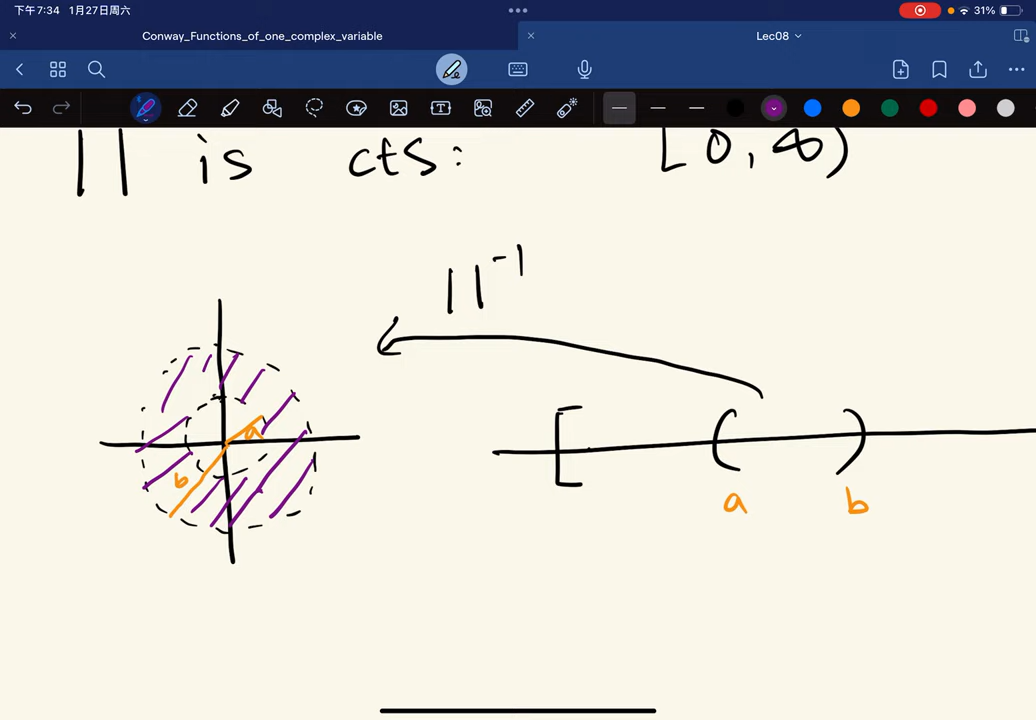 下午7:34 1月27日周六
31%
Conway_Functions_of_one_complex_variable
Lec08
|| is cts: [0,∞)
||⁻¹
a
b
a b